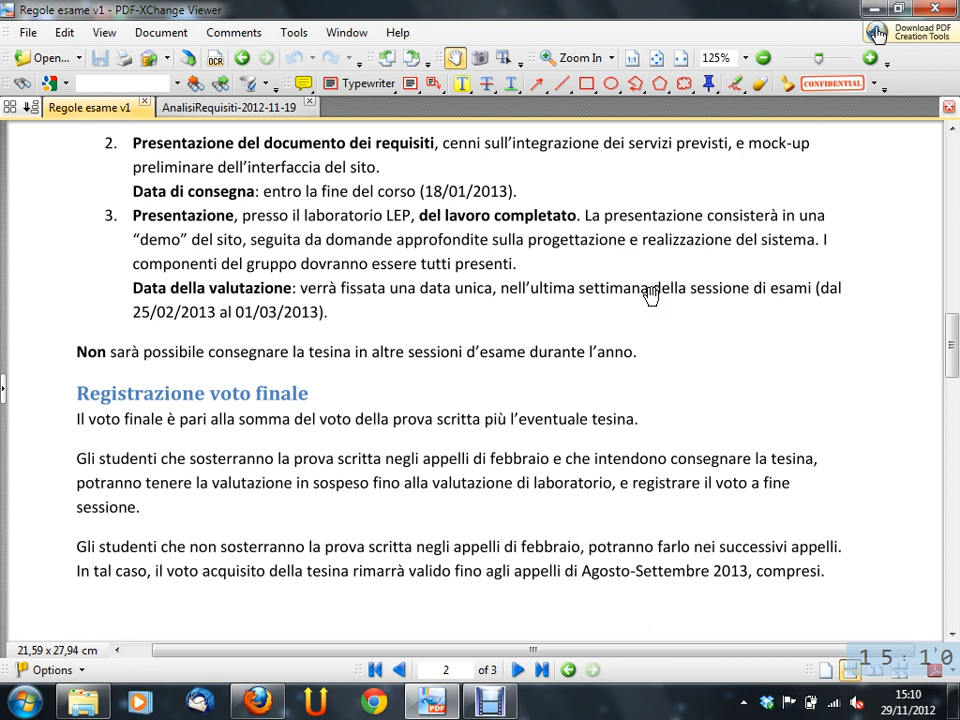 Regole esame v1 - PDF-XChange Viewer
File Edit View Document Comments Tools Window Help
Download PDF
Creation Tools
Open... OCR Zoom In 125%
Typewriter CONFIDENTIAL
Regole esame v1 AnalisiRequisiti-2012-11-19
2. Presentazione del documento dei requisiti, cenni sull’integrazione dei servizi previsti, e mock-up
preliminare dell’interfaccia del sito.
Data di consegna: entro la fine del corso (18/01/2013).
3. Presentazione, presso il laboratorio LEP, del lavoro completato. La presentazione consisterà in una
“demo” del sito, seguita da domande approfondite sulla progettazione e realizzazione del sistema. I
componenti del gruppo dovranno essere tutti presenti.
Data della valutazione: verrà fissata una data unica, nell’ultima settimana della sessione di esami (dal
25/02/2013 al 01/03/2013).
Non sarà possibile consegnare la tesina in altre sessioni d’esame durante l’anno.
Registrazione voto finale
Il voto finale è pari alla somma del voto della prova scritta più l’eventuale tesina.
Gli studenti che sosterranno la prova scritta negli appelli di febbraio e che intendono consegnare la tesina,
potranno tenere la valutazione in sospeso fino alla valutazione di laboratorio, e registrare il voto a fine
sessione.
Gli studenti che non sosterranno la prova scritta negli appelli di febbraio, potranno farlo nei successivi appelli.
In tal caso, il voto acquisito della tesina rimarrà valido fino agli appelli di Agosto-Settembre 2013, compresi.
21,59 x 27,94 cm
15:10
Options 2 of 3
PDF
15:10
29/11/2012